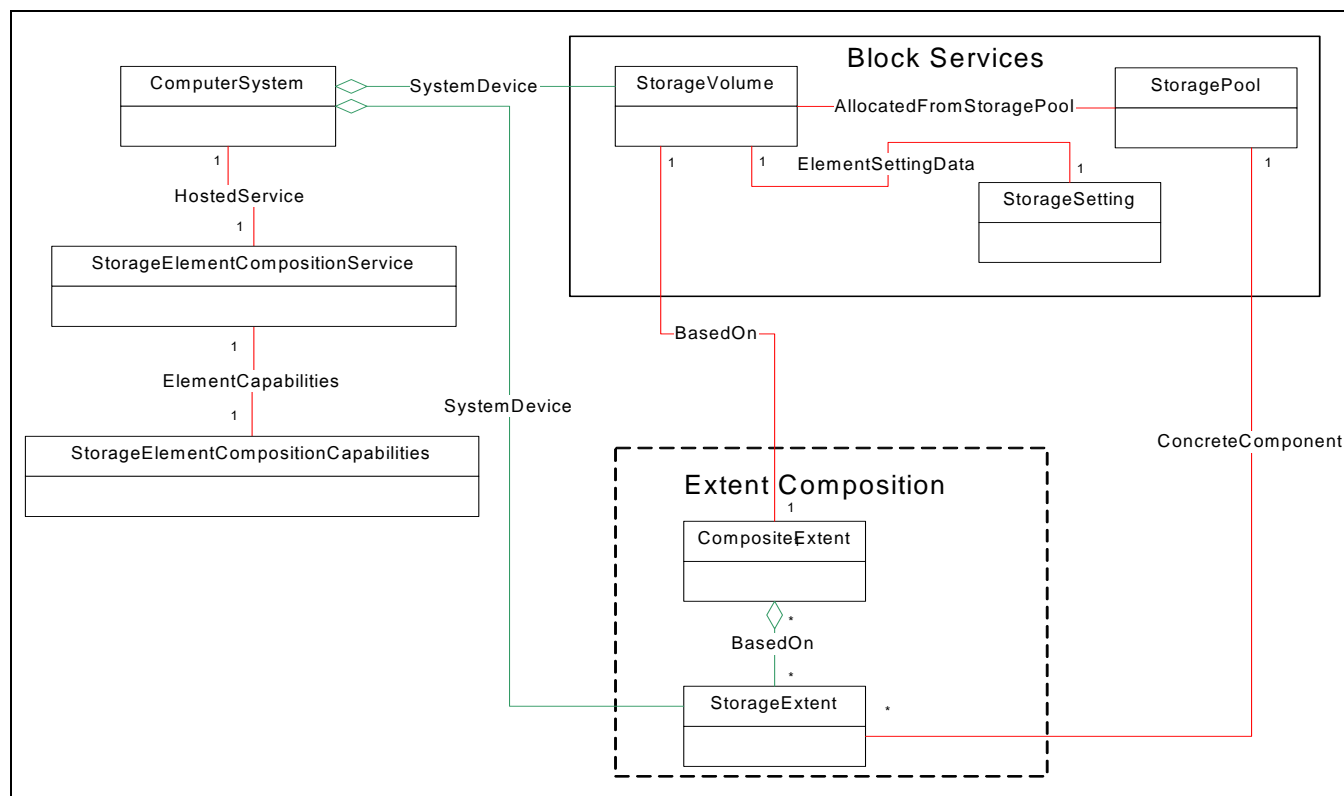 Block Services
ComputerSystem
SystemDevice
StorageVolume
AllocatedFromStoragePool
StoragePool
1
1
1
ElementSettingData
1
1
HostedService
StorageSetting
1
StorageElementCompositionService
BasedOn
1
ElementCapabilities
SystemDevice
1
StorageElementCompositionCapabilities
ConcreteComponent
Extent Composition
1
CompositeExtent
*
BasedOn
*
StorageExtent
*